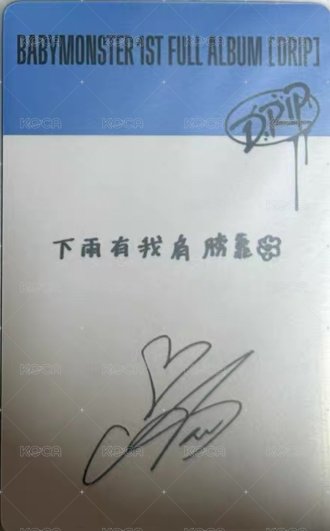 BABYMONSTER 1ST FULL ALBUM [DRIP]
DRIP
下雨有我肩膀靠